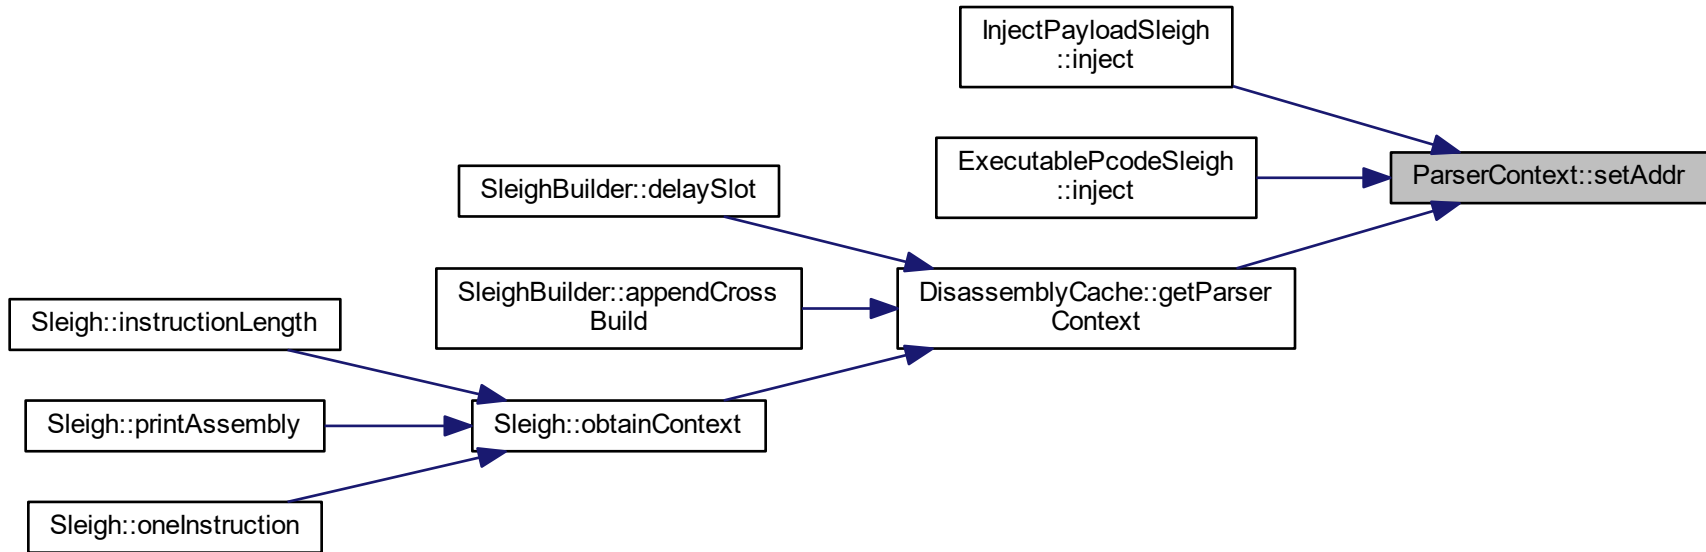 InjectPayloadSleigh
::inject
ExecutablePcodeSleigh
::inject
ParserContext::setAddr
SleighBuilder::delaySlot
SleighBuilder::appendCross
Build
DisassemblyCache::getParser
Context
Sleigh::instructionLength
Sleigh::printAssembly
Sleigh::obtainContext
Sleigh::oneInstruction